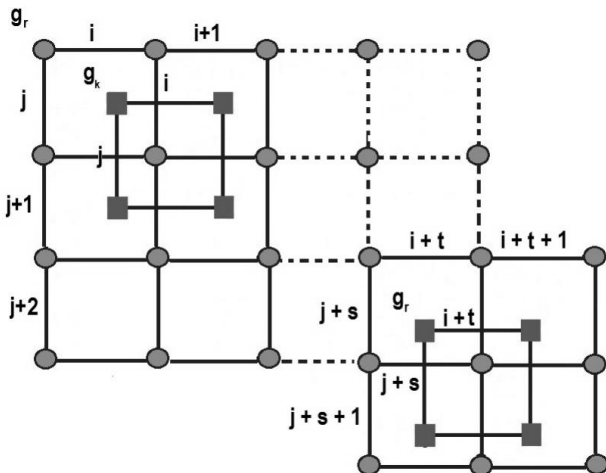 g_r
i i+1
g_k i
j
j
j+1
i + t i + t + 1
j+2
j + s
g_r
i + t
j + s
j + s + 1